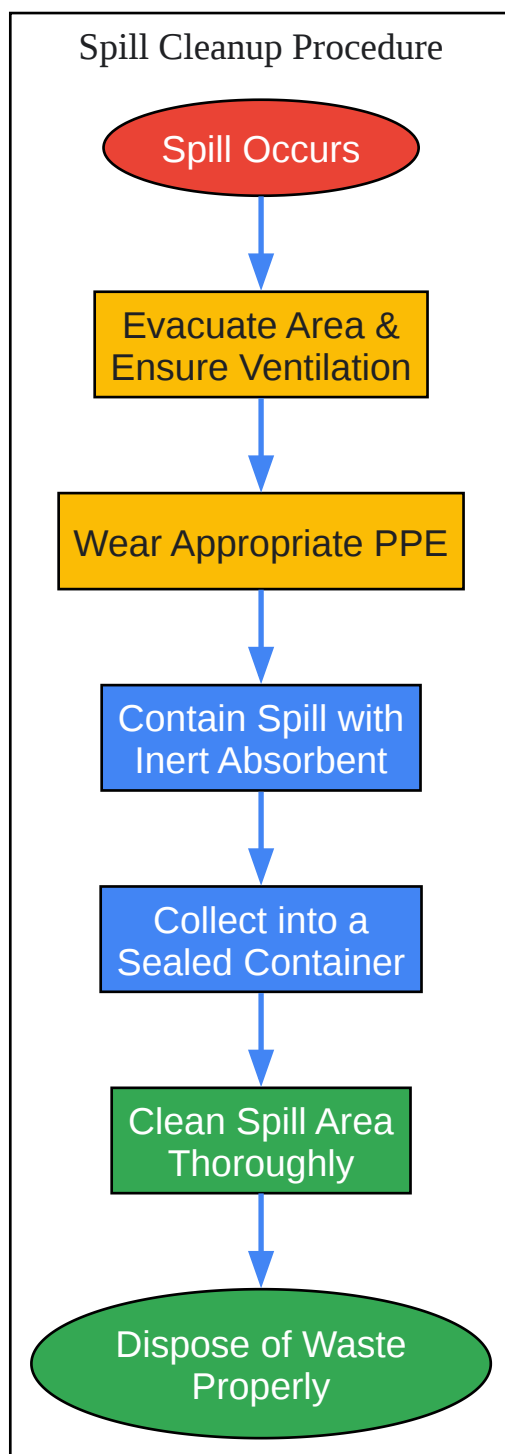 Spill Cleanup Procedure
Spill Occurs
Evacuate Area &
Ensure Ventilation
Wear Appropriate PPE
Contain Spill with
Inert Absorbent
Collect into a
Sealed Container
Clean Spill Area
Thoroughly
Dispose of Waste
Properly